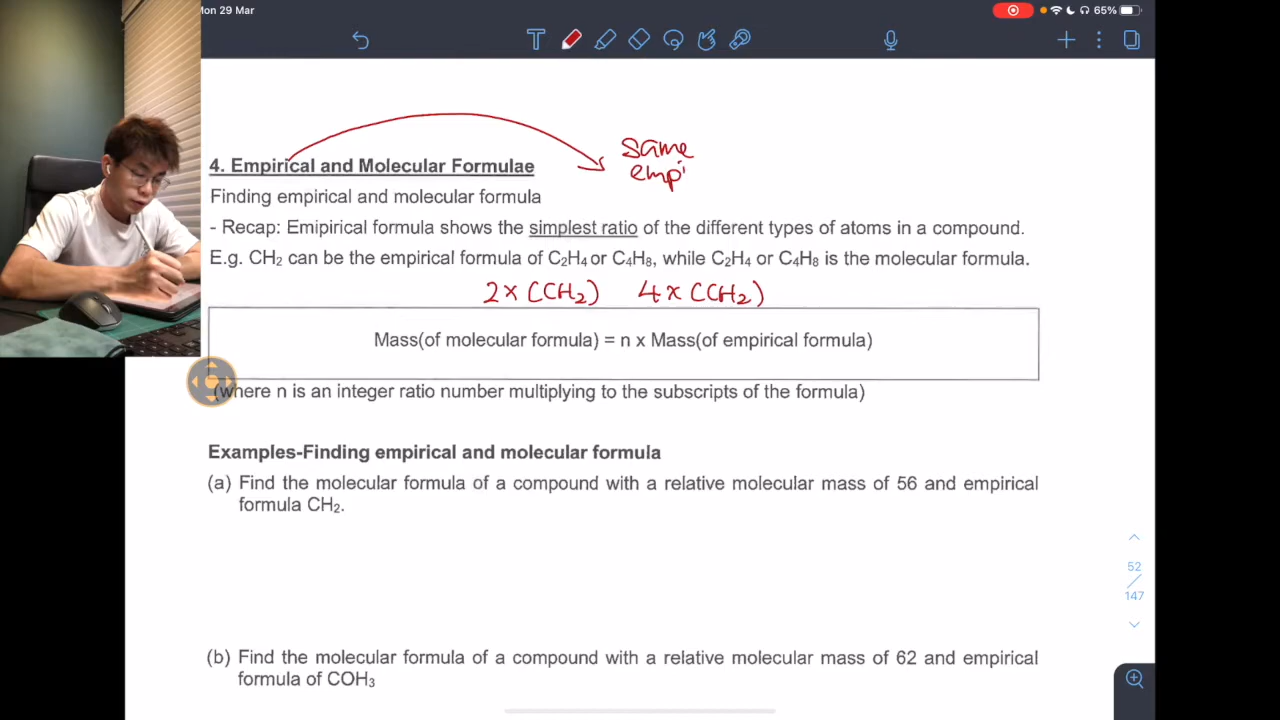 Mon 29 Mar
65%
same
empi
4. Empirical and Molecular Formulae
Finding empirical and molecular formula
- Recap: Emipirical formula shows the simplest ratio of the different types of atoms in a compound.
E.g. CH₂ can be the empirical formula of C₂H₄ or C₄H₈, while C₂H₄ or C₄H₈ is the molecular formula.
2 x (CH₂) 4 x (CH₂)
Mass(of molecular formula) = n x Mass(of empirical formula)
(where n is an integer ratio number multiplying to the subscripts of the formula)
Examples-Finding empirical and molecular formula
(a) Find the molecular formula of a compound with a relative molecular mass of 56 and empirical
formula CH₂.
52
/
147
(b) Find the molecular formula of a compound with a relative molecular mass of 62 and empirical
formula of COH₃